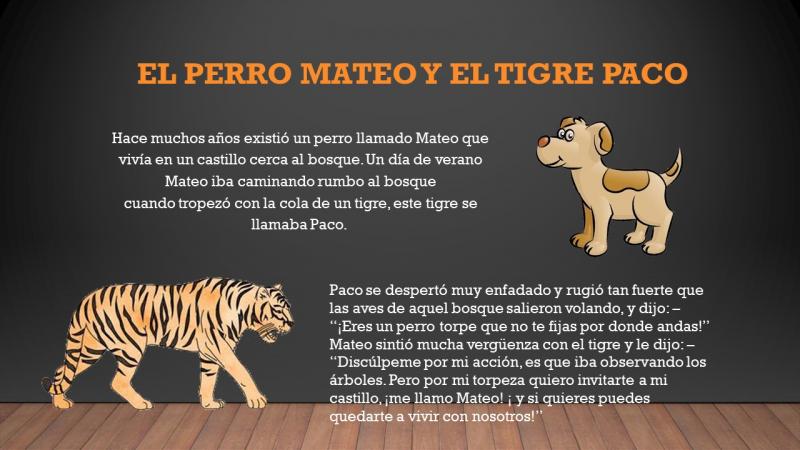 EL PERRO MATEO Y EL TIGRE PACO
Hace muchos años existió un perro llamado Mateo que
vivía en un castillo cerca al bosque. Un día de verano
Mateo iba caminando rumbo al bosque
cuando tropezó con la cola de un tigre, este tigre se
llamaba Paco.
Paco se despertó muy enfadado y rugió tan fuerte que
las aves de aquel bosque salieron volando, y dijo: –
“¡Eres un perro torpe que no te fijas por donde andas!”
Mateo sintió mucha vergüenza con el tigre y le dijo: –
“Discúlpeme por mi acción, es que iba observando los
árboles. Pero por mi torpeza quiero invitarte a mi
castillo, ¡me llamo Mateo! ¡ y si quieres puedes
quedarte a vivir con nosotros!”